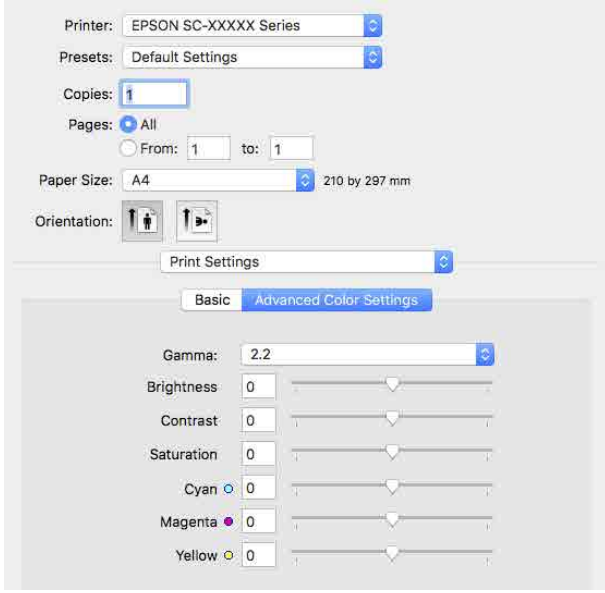 Printer: EPSON SC-XXXXX Series
Presets: Default Settings
Copies: 1
Pages: All
From: 1 to: 1
Paper Size: A4 210 by 297 mm
Orientation:
Print Settings
Basic Advanced Color Settings
Gamma: 2.2
Brightness 0
Contrast 0
Saturation 0
Cyan 0
Magenta 0
Yellow 0